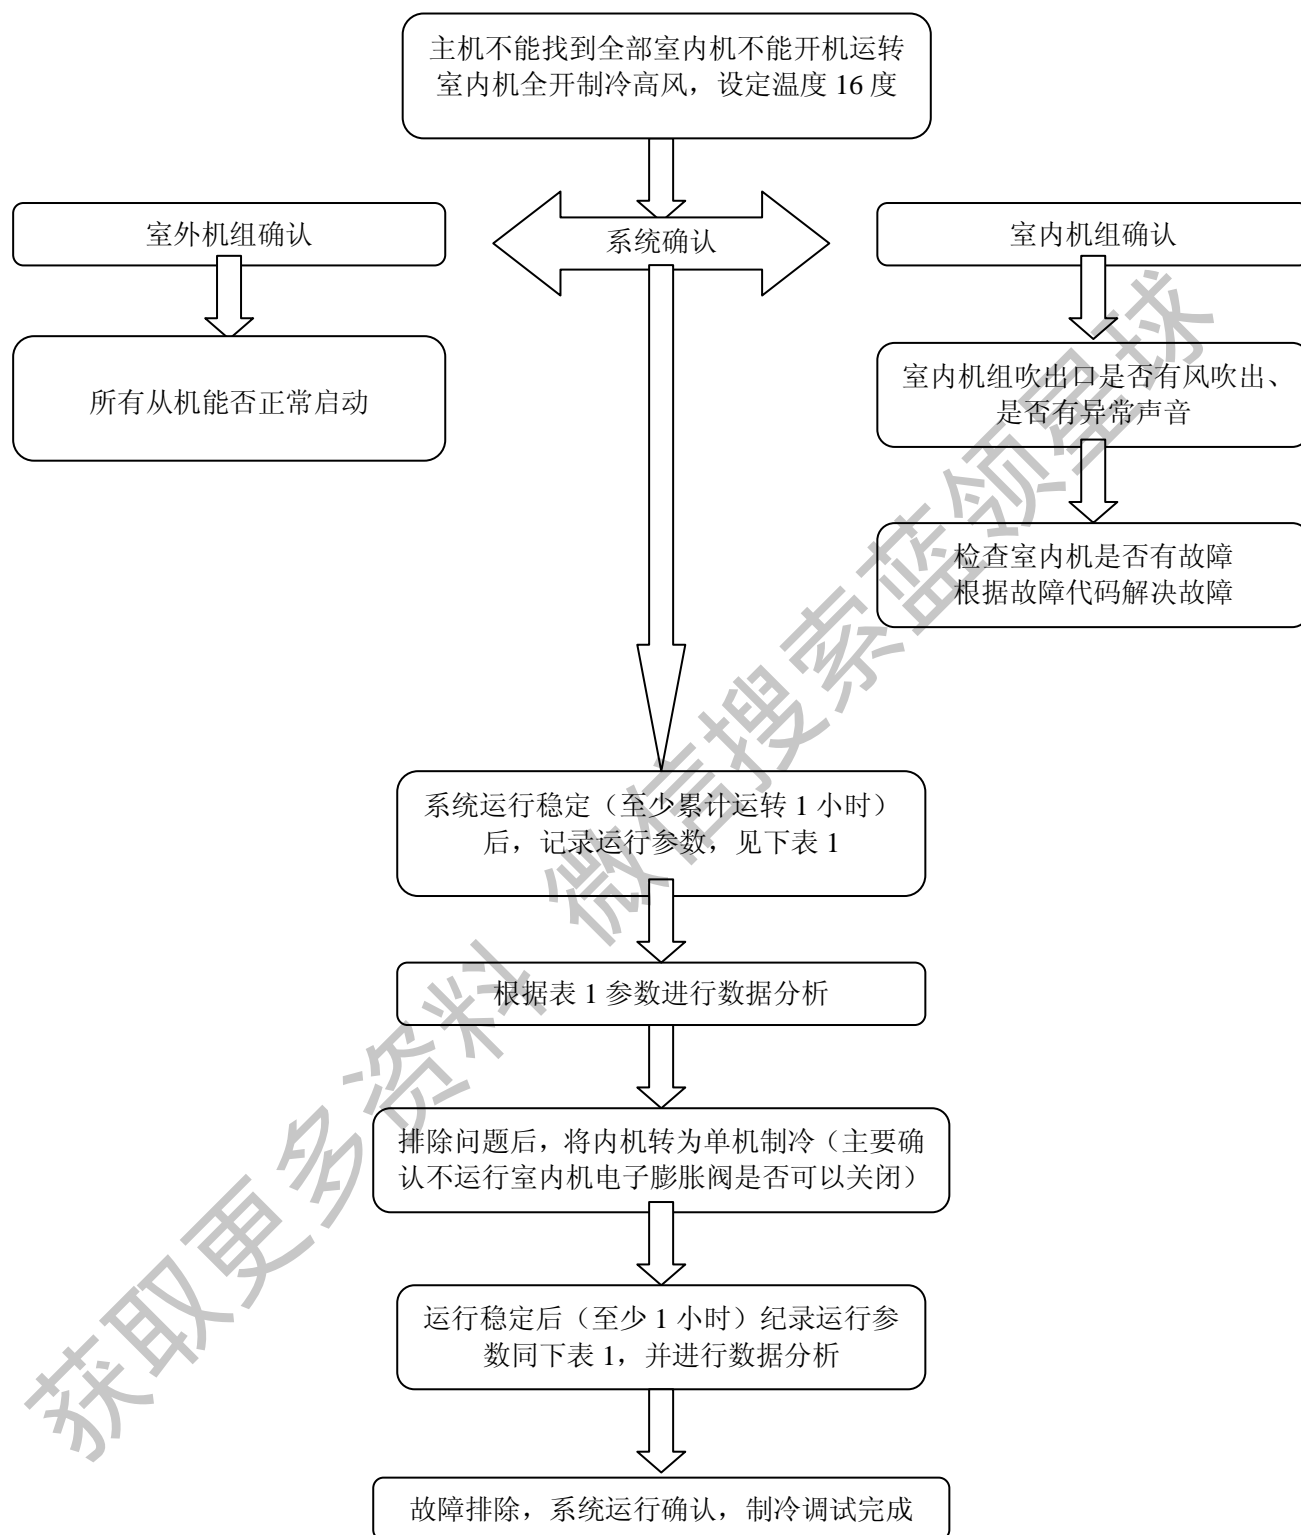 主机不能找到全部室内机不能开机运转
室内机全开制冷高风，设定温度 16 度
室外机组确认
系统确认
室内机组确认
所有从机能否正常启动
室内机组吹出口是否有风吹出、
是否有异常声音
检查室内机是否有故障
根据故障代码解决故障
系统运行稳定（至少累计运转 1 小时）
后，记录运行参数，见下表 1
根据表 1 参数进行数据分析
排除问题后，将内机转为单机制冷（主要确
认不运行室内机电子膨胀阀是否可以关闭）
运行稳定后（至少 1 小时）纪录运行参
数同下表 1，并进行数据分析
故障排除，系统运行确认，制冷调试完成
获取更多资料 微信搜索蓝领星球